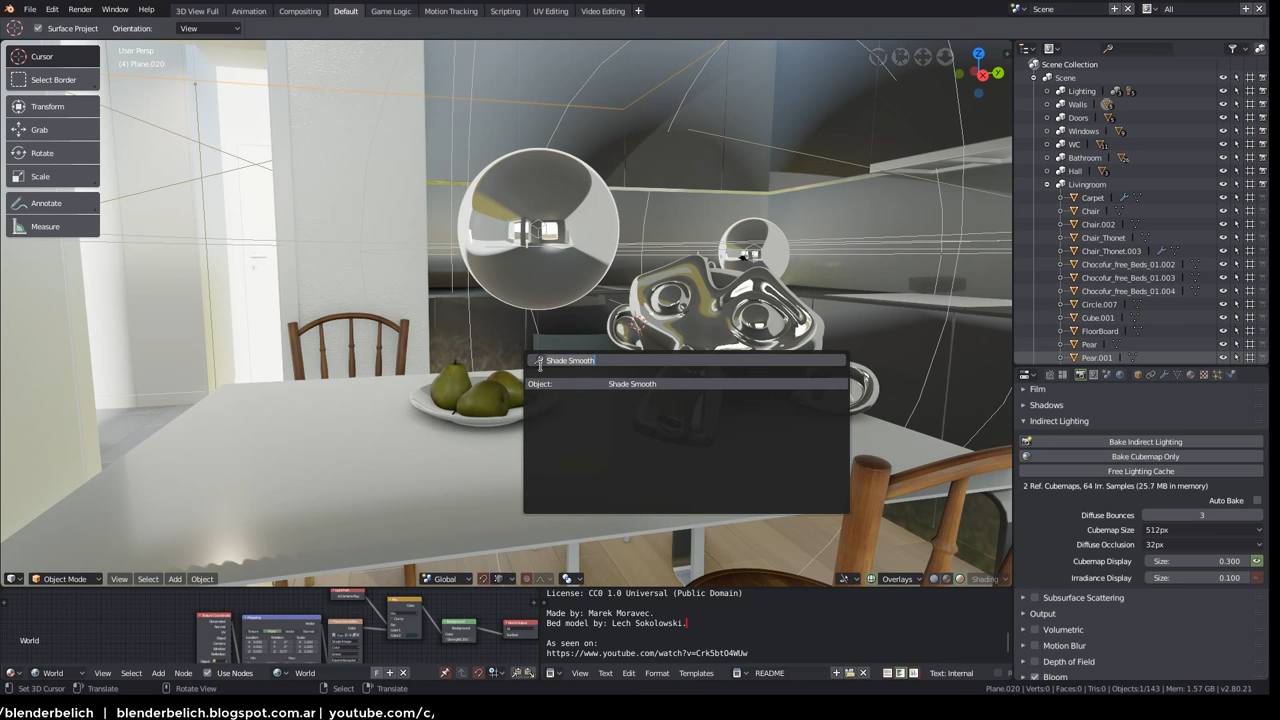 File Edit Render Window Help 3D View Full Animation Compositing Default Game Logic Motion Tracking Scripting UV Editing Video Editing Scene All
Surface Project Orientation: View
User Persp
(4) Plane.020
Cursor
Select Border
Transform
Grab
Rotate
Scale
Annotate
Measure
Shade Smooth
Object: Shade Smooth
Object Mode View Select Add Object Global Overlays Shading
Scene Collection
Scene
Lighting
Walls
Doors
Windows
WC
Bathroom
Hall
Livingroom
Carpet
Chair
Chair.002
Chair_Thonet
Chair_Thonet.003
Chocofur_free_Beds_01.002
Chocofur_free_Beds_01.003
Chocofur_free_Beds_01.004
Circle.007
Cube.001
FloorBoard
Pear
Pear.001
Film
Shadows
Indirect Lighting
Bake Indirect Lighting
Bake Cubemap Only
Free Lighting Cache
2 Ref. Cubemaps, 64 Irr. Samples (25.7 MB in memory)
Auto Bake
Diffuse Bounces 3
Cubemap Size 512px
Diffuse Occlusion 32px
Cubemap Display Size: 0.300
Irradiance Display Size: 0.100
Subsurface Scattering
Output
Volumetric
Motion Blur
Depth of Field
Bloom
World
World View Select Add Node Use Nodes World F
License: CC0 1.0 Universal (Public Domain)
Made by: Marek Moravec.
Bed model by: Lech Sokolowski.
As seen on:
https://www.youtube.com/watch?v=Crk5btO4WUw
View Text Edit Format Templates README Text: Internal
Set 3D Cursor Translate Rotate View Select Translate Plane.020 | Verts:0 | Faces:0 | Tris:0 | Objects:1/143 | Mem: 1.57 GB | v2.80.21
/blenderbelich | blenderbelich.blogspot.com.ar | youtube.com/c,